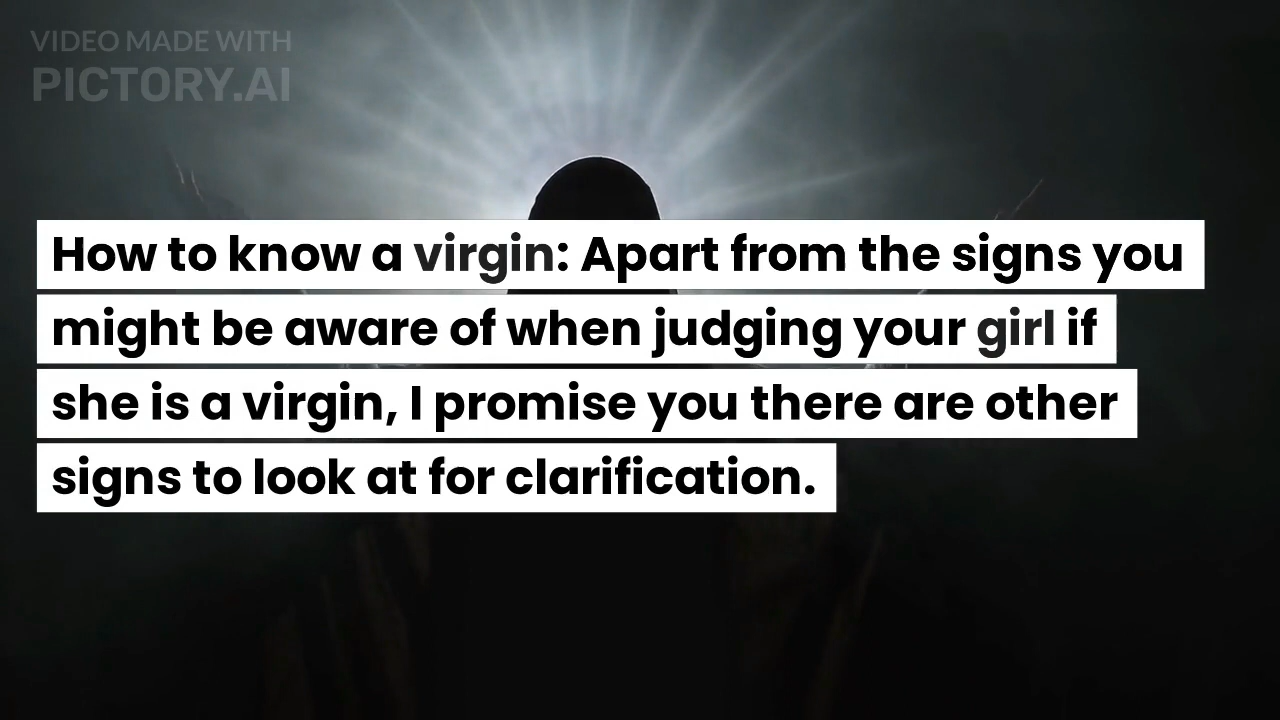 VIDEO MADE WITH
PICTORY.AI
How to know a virgin: Apart from the signs you
might be aware of when judging your girl if
she is a virgin, I promise you there are other
signs to look at for clarification.